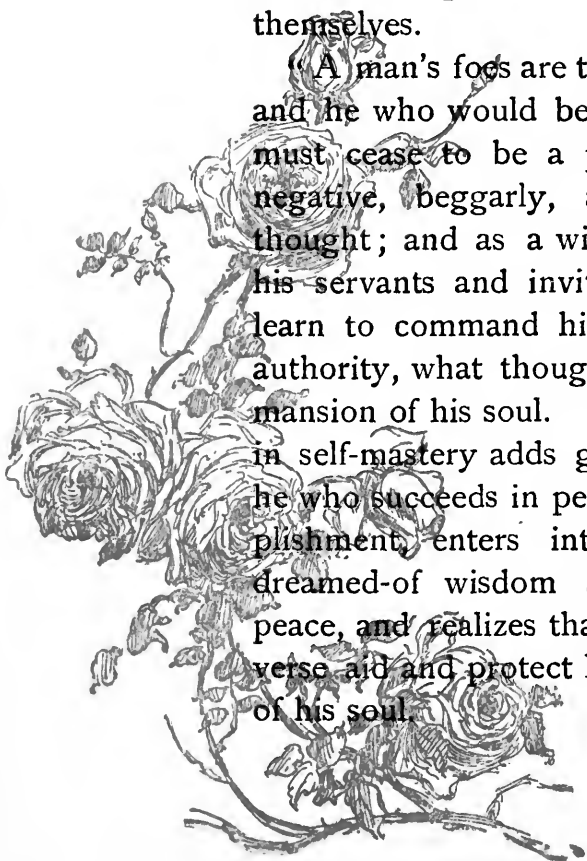 themselves.
“ A man's foes are t
and he who would be
must cease to be a
negative, beggarly,
thought; and as a wi
his servants and invi
learn to command hi
authority, what thoug
mansion of his soul.
in self-mastery adds g
he who succeeds in pe
plishment, enters int
dreamed-of wisdom
peace, and realizes tha
verse aid and protect
of his soul.